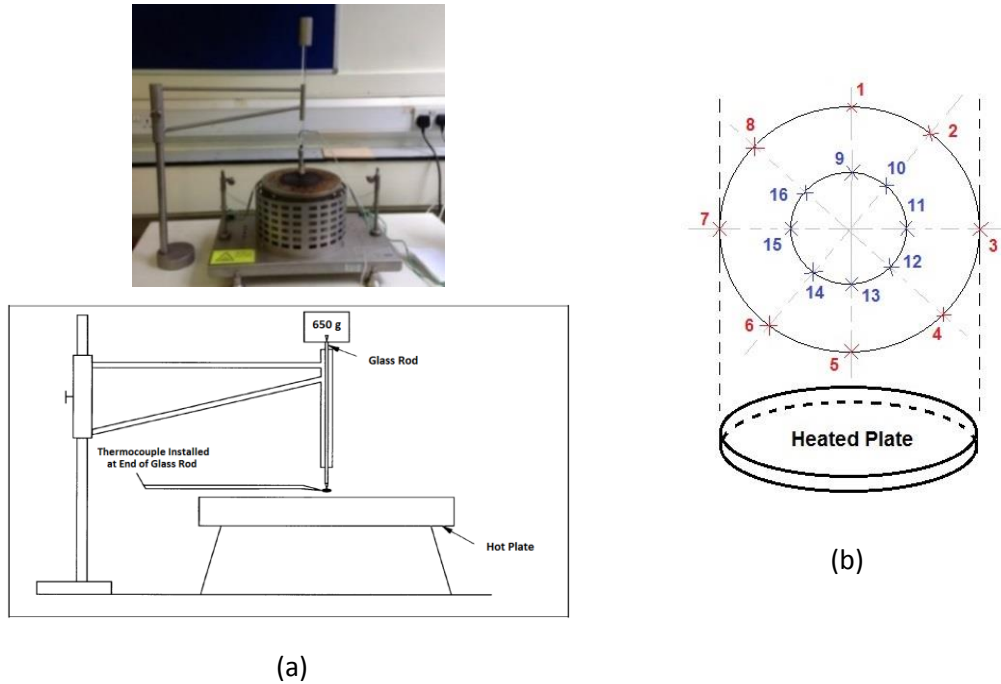 650 g
Glass Rod
Thermocouple Installed
at End of Glass Rod
Hot Plate
(a)
1
2
8
9
10
16
11
7
15
3
12
14
13
6
4
5
Heated Plate
(b)